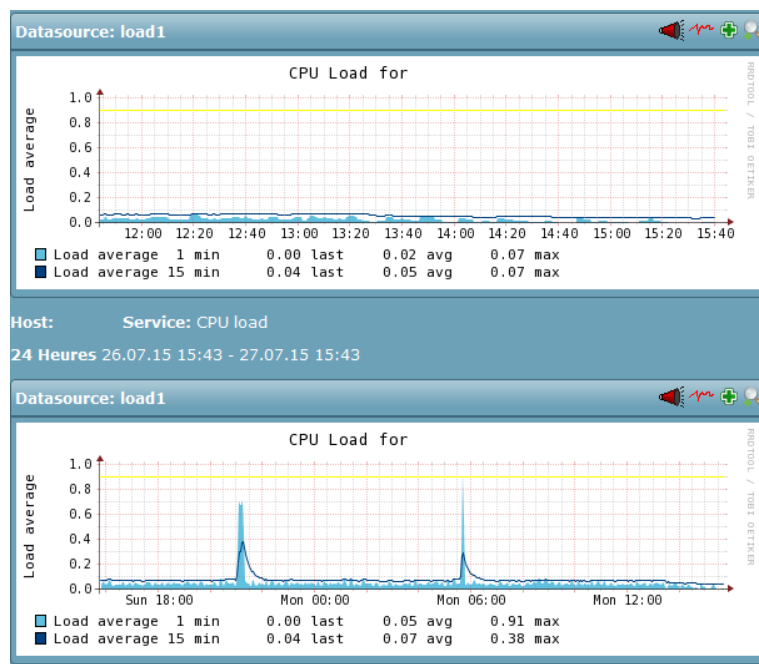 Datasource: load1
CPU Load for
RRDTOOL / TOBI OETIKER
Load average
1.0
0.8
0.6
0.4
0.2
0.0
12:00 12:20 12:40 13:00 13:20 13:40 14:00 14:20 14:40 15:00 15:20 15:40
Load average 1 min 0.00 last 0.02 avg 0.07 max
Load average 15 min 0.04 last 0.05 avg 0.07 max
Host: Service: CPU load
24 Heures 26.07.15 15:43 - 27.07.15 15:43
Datasource: load1
CPU Load for
RRDTOOL / TOBI OETIKER
Load average
1.0
0.8
0.6
0.4
0.2
0.0
Sun 18:00 Mon 00:00 Mon 06:00 Mon 12:00
Load average 1 min 0.00 last 0.05 avg 0.91 max
Load average 15 min 0.04 last 0.07 avg 0.38 max